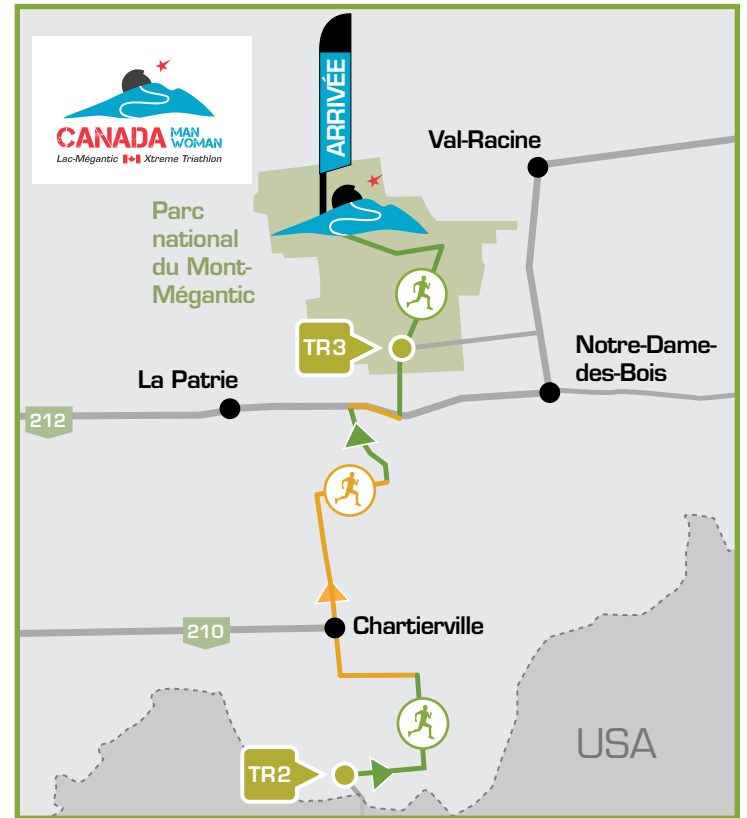 CANADA MAN
WOMAN
Lac-Mégantic Xtreme Triathlon
ARRIVÉE
Val-Racine
Parc
national
du Mont-
Mégantic
TR3
Notre-Dame-
des-Bois
La Patrie
212
210
Chartierville
USA
TR2